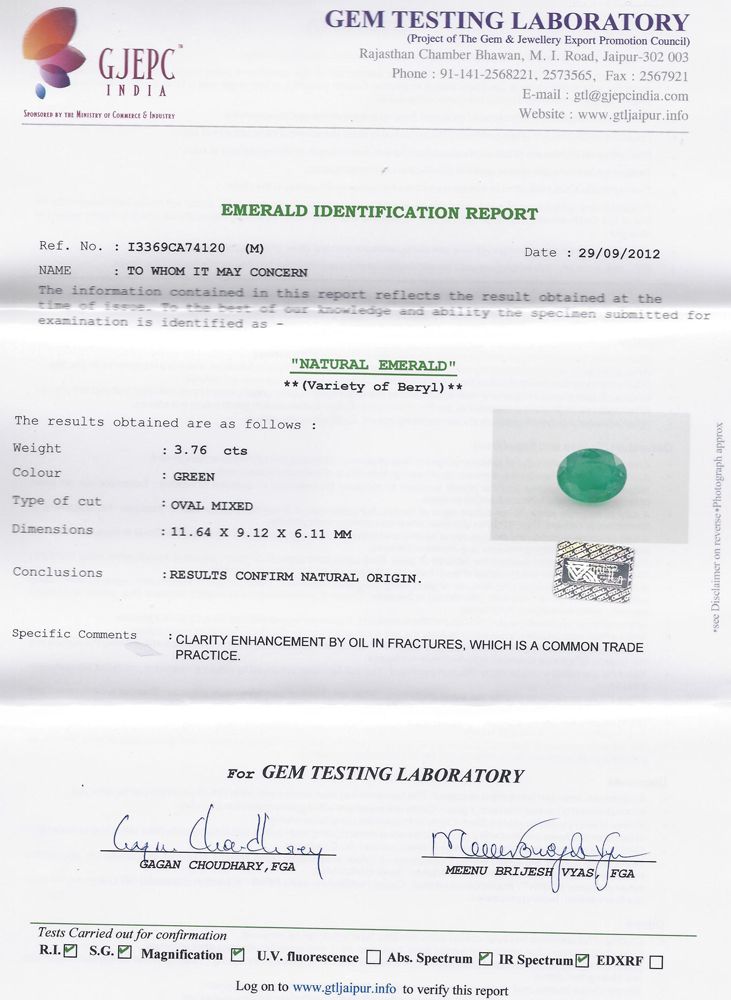 GJEPC™
INDIA
SPONSORED BY THE MINISTRY OF COMMERCE & INDUSTRY
GEM TESTING LABORATORY
(Project of The Gem & Jewellery Export Promotion Council)
Rajasthan Chamber Bhawan, M. I. Road, Jaipur-302 003
Phone : 91-141-2568221, 2573565, Fax : 2567921
E-mail : gtl@gjepcindia.com
Website : www.gtljaipur.info
EMERALD IDENTIFICATION REPORT
Ref. No. : I3369CA74120 (M)
Date : 29/09/2012
NAME : TO WHOM IT MAY CONCERN
The information contained in this report reflects the result obtained at the
time of issue. To the best of our knowledge and ability the specimen submitted for
examination is identified as -
"NATURAL EMERALD"
**(Variety of Beryl)**
The results obtained are as follows :
Weight : 3.76 cts
Colour : GREEN
Type of cut : OVAL MIXED
Dimensions : 11.64 X 9.12 X 6.11 MM
Conclusions :RESULTS CONFIRM NATURAL ORIGIN.
Specific Comments : CLARITY ENHANCEMENT BY OIL IN FRACTURES, WHICH IS A COMMON TRADE
PRACTICE.
*see Disclaimer on reverse•Photograph approx
For GEM TESTING LABORATORY
GAGAN CHOUDHARY, FGA
MEENU BRIJESH VYAS, FGA
Tests Carried out for confirmation
R.I. ☑ S.G. ☑ Magnification ☑ U.V. fluorescence ☐ Abs. Spectrum ☑ IR Spectrum ☑ EDXRF ☐
Log on to www.gtljaipur.info to verify this report